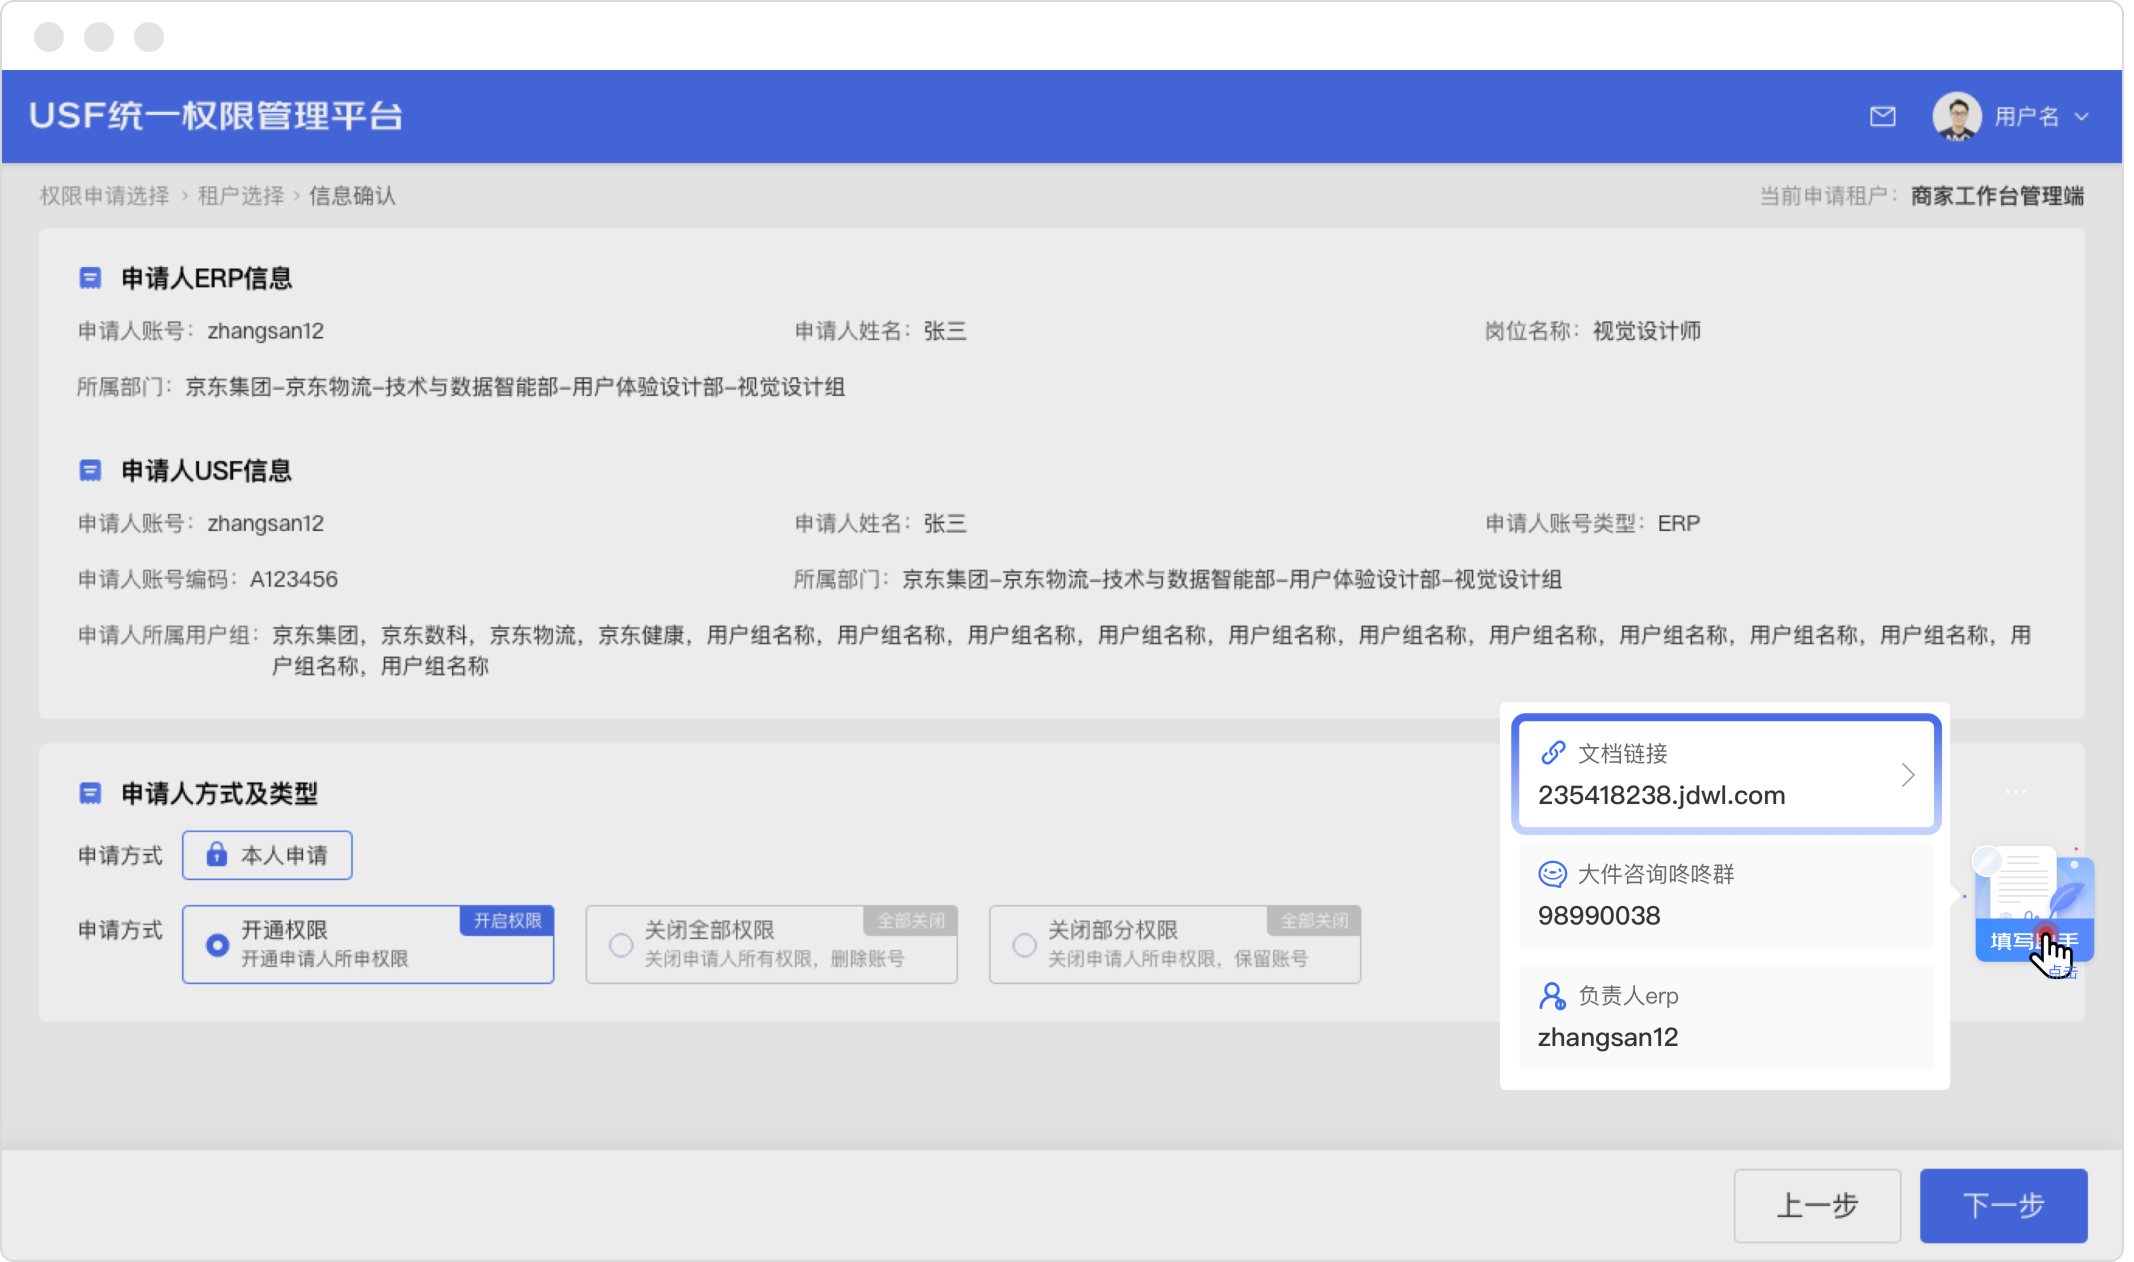 USF统一权限管理平台
用户名
权限申请选择 > 租户选择 > 信息确认
当前申请租户：商家工作台管理端
申请人ERP信息
申请人账号：zhangsan12
申请人姓名：张三
岗位名称：视觉设计师
所属部门：京东集团-京东物流-技术与数据智能部-用户体验设计部-视觉设计组
申请人USF信息
申请人账号：zhangsan12
申请人姓名：张三
申请人账号类型：ERP
申请人账号编码：A123456
所属部门：京东集团-京东物流-技术与数据智能部-用户体验设计部-视觉设计组
申请人所属用户组：京东集团，京东数科，京东物流，京东健康，用户组名称，用户组名称，用户组名称，用户组名称，用户组名称，用户组名称，用户组名称，用户组名称，用户组名称，用户组名称，用
户组名称，用户组名称
申请人方式及类型
申请方式
本人申请
申请方式
开通权限
开启权限
开通申请人所申权限
关闭全部权限
全部关闭
关闭申请人所有权限，删除账号
关闭部分权限
全部关闭
关闭申请人所申权限，保留账号
文档链接
235418238.jdwl.com
大件咨询咚咚群
98990038
负责人erp
zhangsan12
填写 手
点击
上一步
下一步